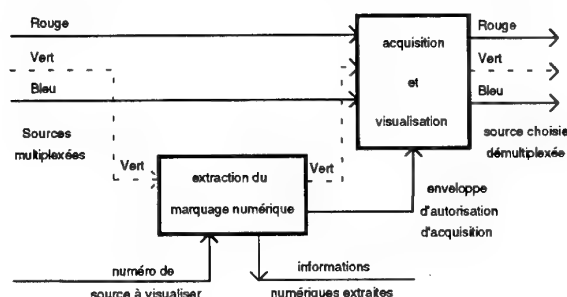 Rouge
Vert
Bleu
Sources
multiplexées
Vert
extraction du
marquage numérique
Vert
acquisition
et
visualisation
Rouge
Vert
Bleu
source choisie
démultiplexée
enveloppe
d'autorisation
d'acquisition
numéro de
source à visualiser
informations
numériques extraites